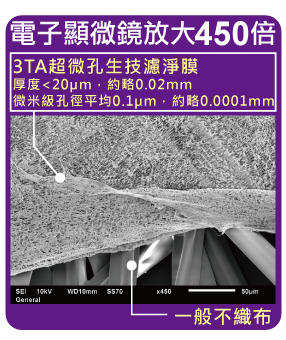 電子顯微鏡放大450倍
3TA超微孔生技濾淨膜
厚度<20μm，約略0.02mm
微米級孔徑平均0.1μm，約略0.0001mm
SEI 10kV WD10mm SS70 x450 50μm
General
一般不織布